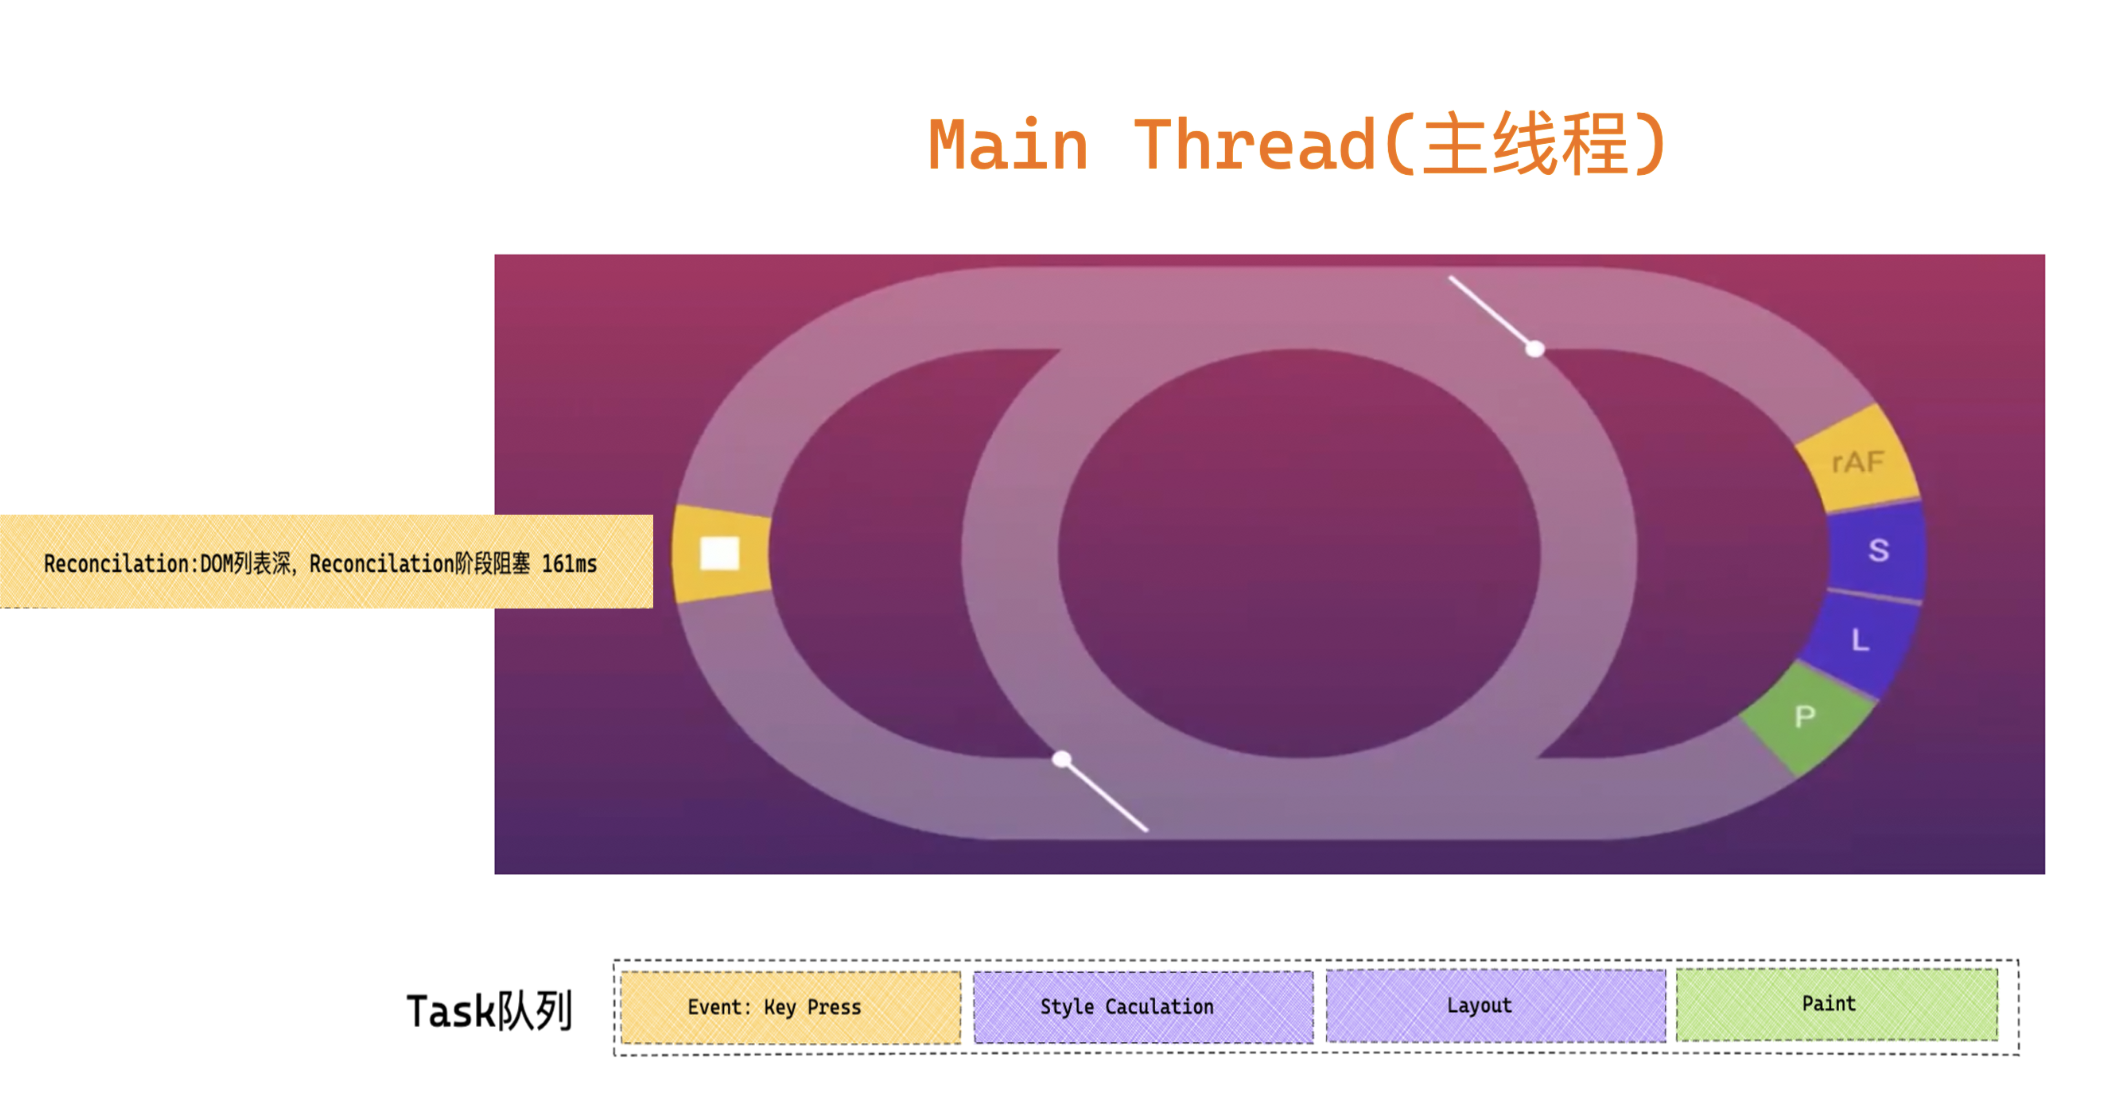 Main Thread(主线程)
rAF
S
Reconcilation:DOM列表深, Reconcilation阶段阻塞 161ms
L
P
Task队列
Event: Key Press
Style Caculation
Layout
Paint